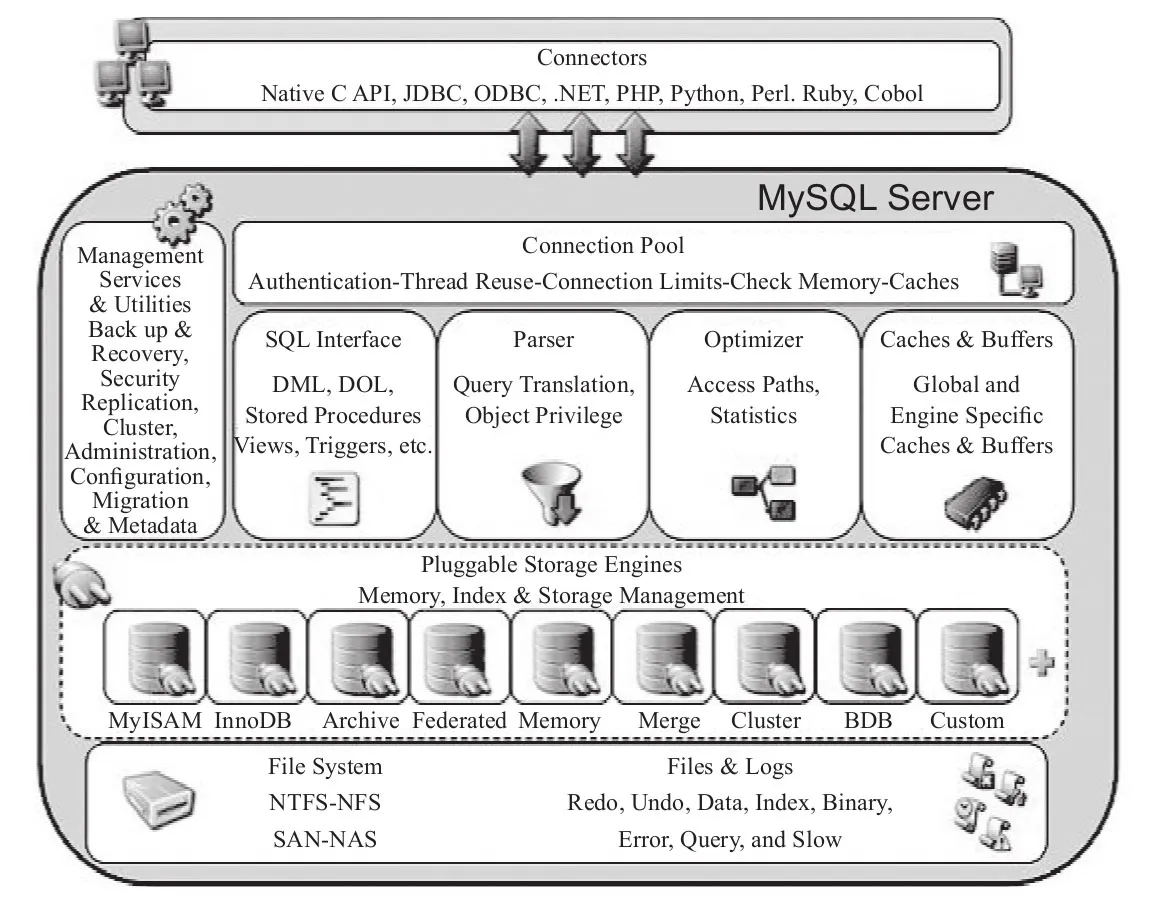 Connectors
Native C API, JDBC, ODBC, .NET, PHP, Python, Perl. Ruby, Cobol
MySQL Server
Management
Services
& Utilities
Back up &
Recovery,
Security
Replication,
Cluster,
Administration,
Configuration,
Migration
& Metadata
Connection Pool
Authentication-Thread Reuse-Connection Limits-Check Memory-Caches
SQL Interface
DML, DOL,
Stored Procedures
Views, Triggers, etc.
Parser
Query Translation,
Object Privilege
Optimizer
Access Paths,
Statistics
Caches & Buffers
Global and
Engine Specific
Caches & Buffers
Pluggable Storage Engines
Memory, Index & Storage Management
MyISAM InnoDB Archive Federated Memory Merge Cluster BDB Custom
File System
NTFS-NFS
SAN-NAS
Files & Logs
Redo, Undo, Data, Index, Binary,
Error, Query, and Slow